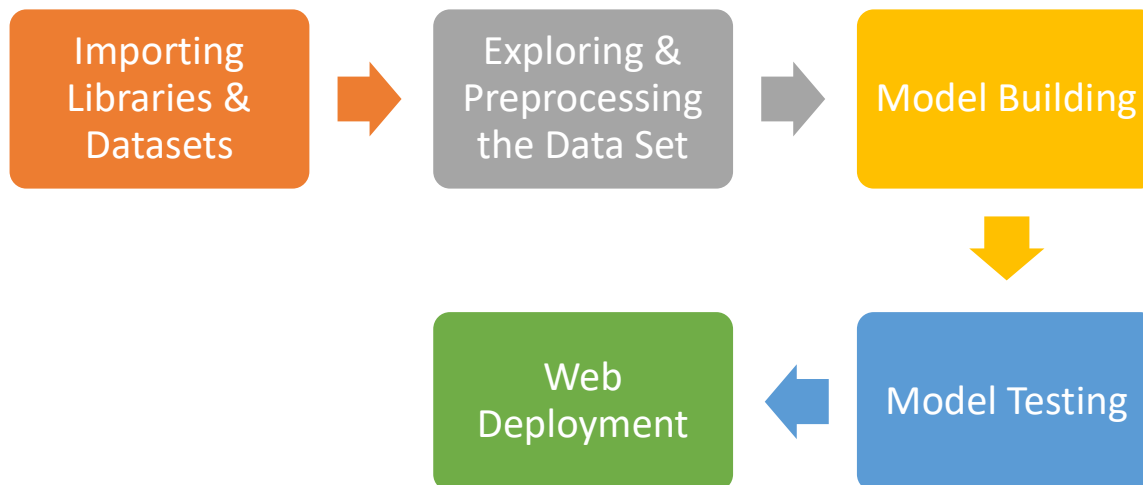 Importing
Libraries &
Datasets
Exploring &
Preprocessing
the Data Set
Model Building
Model Testing
Web
Deployment